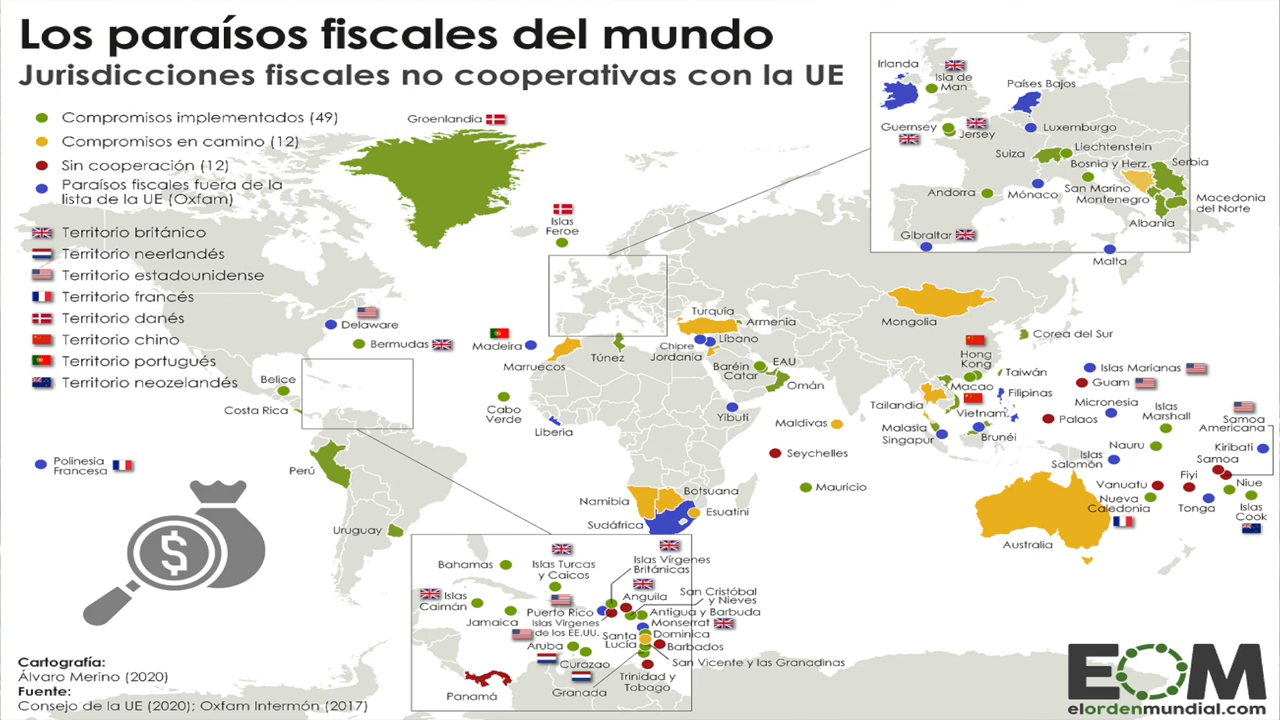 Los paraísos fiscales del mundo
Jurisdicciones fiscales no cooperativas con la UE
Compromisos implementados (49)
Compromisos en camino (12)
Sin cooperación (12)
Paraísos fiscales fuera de la
lista de la UE (Oxfam)
Territorio británico
Territorio neerlandés
Territorio estadounidense
Territorio francés
Territorio danés
Territorio chino
Territorio portugués
Territorio neozelandés
Groenlandia
Islas
Feroe
Irlanda
Isla de
Man
Países Bajos
Guernsey
Jersey
Luxemburgo
Suiza
Liechtenstein
Bosnia y Herz.
Serbia
Andorra
Mónaco
San Marino
Montenegro
Macedonia
del Norte
Albania
Gibraltar
Malta
Delaware
Bermudas
Madeira
Marruecos
Túnez
Turquía
Armenia
Chipre
Líbano
Jordania
Mongolia
Baréin
Catar
EAU
Omán
Hong
Kong
Macao
Taiwán
Corea del Sur
Belice
Costa Rica
Cabo
Verde
Liberia
Yibuti
Maldivas
Tailandia
Vietnam
Filipinas
Malasia
Singapur
Brunéi
Islas Marianas
Guam
Micronesia
Palaos
Islas
Marshall
Samoa
Americana
Kiribati
Nauru
Islas
Salomón
Samoa
Vanuatu
Fiyi
Niue
Nueva
Caledonia
Tonga
Islas
Cook
Polinesia
Francesa
Perú
Uruguay
Seychelles
Mauricio
Namibia
Botsuana
Esuatini
Sudáfrica
Australia
Bahamas
Islas Turcas
y Caicos
Islas Vírgenes
Británicas
Islas
Caimán
Anguila
San Cristóbal
y Nieves
Jamaica
Puerto Rico
Antigua y Barbuda
Islas Vírgenes
de los EE.UU.
Monserrat
Santa
Lucía
Dominica
Aruba
Barbados
Curazao
San Vicente y las Granadinas
Granada
Trinidad y
Tobago
Panamá
Cartografía:
Álvaro Merino (2020)
Fuente:
Consejo de la UE (2020); Oxfam Intermón (2017)
EOM
elordenmundial.com